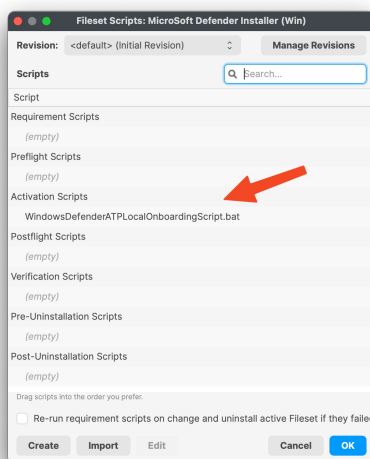 Fileset Scripts: MicroSoft Defender Installer (Win)
Revision: <default> (Initial Revision) Manage Revisions
Scripts Search...
Script
Requirement Scripts
(empty)
Preflight Scripts
(empty)
Activation Scripts
WindowsDefenderATPLocalOnboardingScript.bat
Postflight Scripts
(empty)
Verification Scripts
(empty)
Pre-Uninstallation Scripts
(empty)
Post-Uninstallation Scripts
(empty)
Drag scripts into the order you prefer.
Re-run requirement scripts on change and uninstall active Fileset if they failed
Create Import Edit Cancel OK